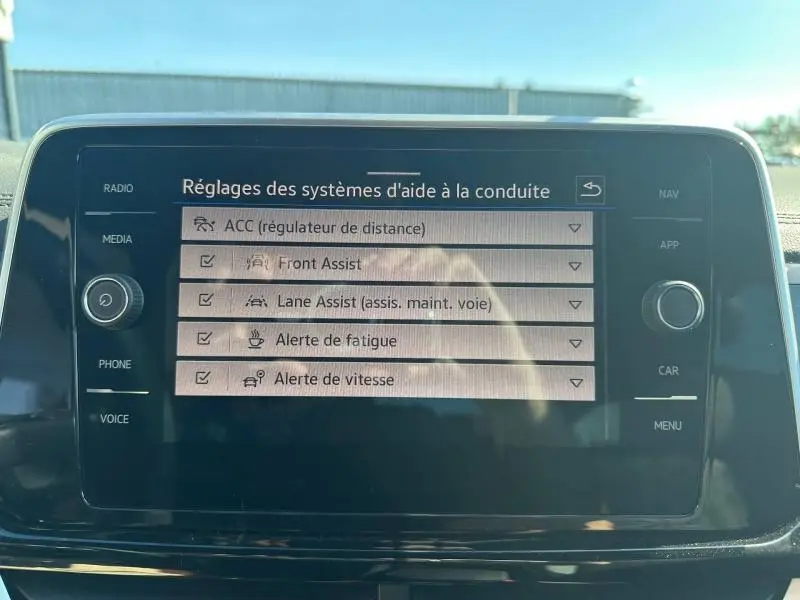 Réglages des systèmes d'aide à la conduite
ACC (régulateur de distance)
Front Assist
Lane Assist (assis. maint. voie)
Alerte de fatigue
Alerte de vitesse
RADIO
MEDIA
PHONE
VOICE
NAV
APP
CAR
MENU